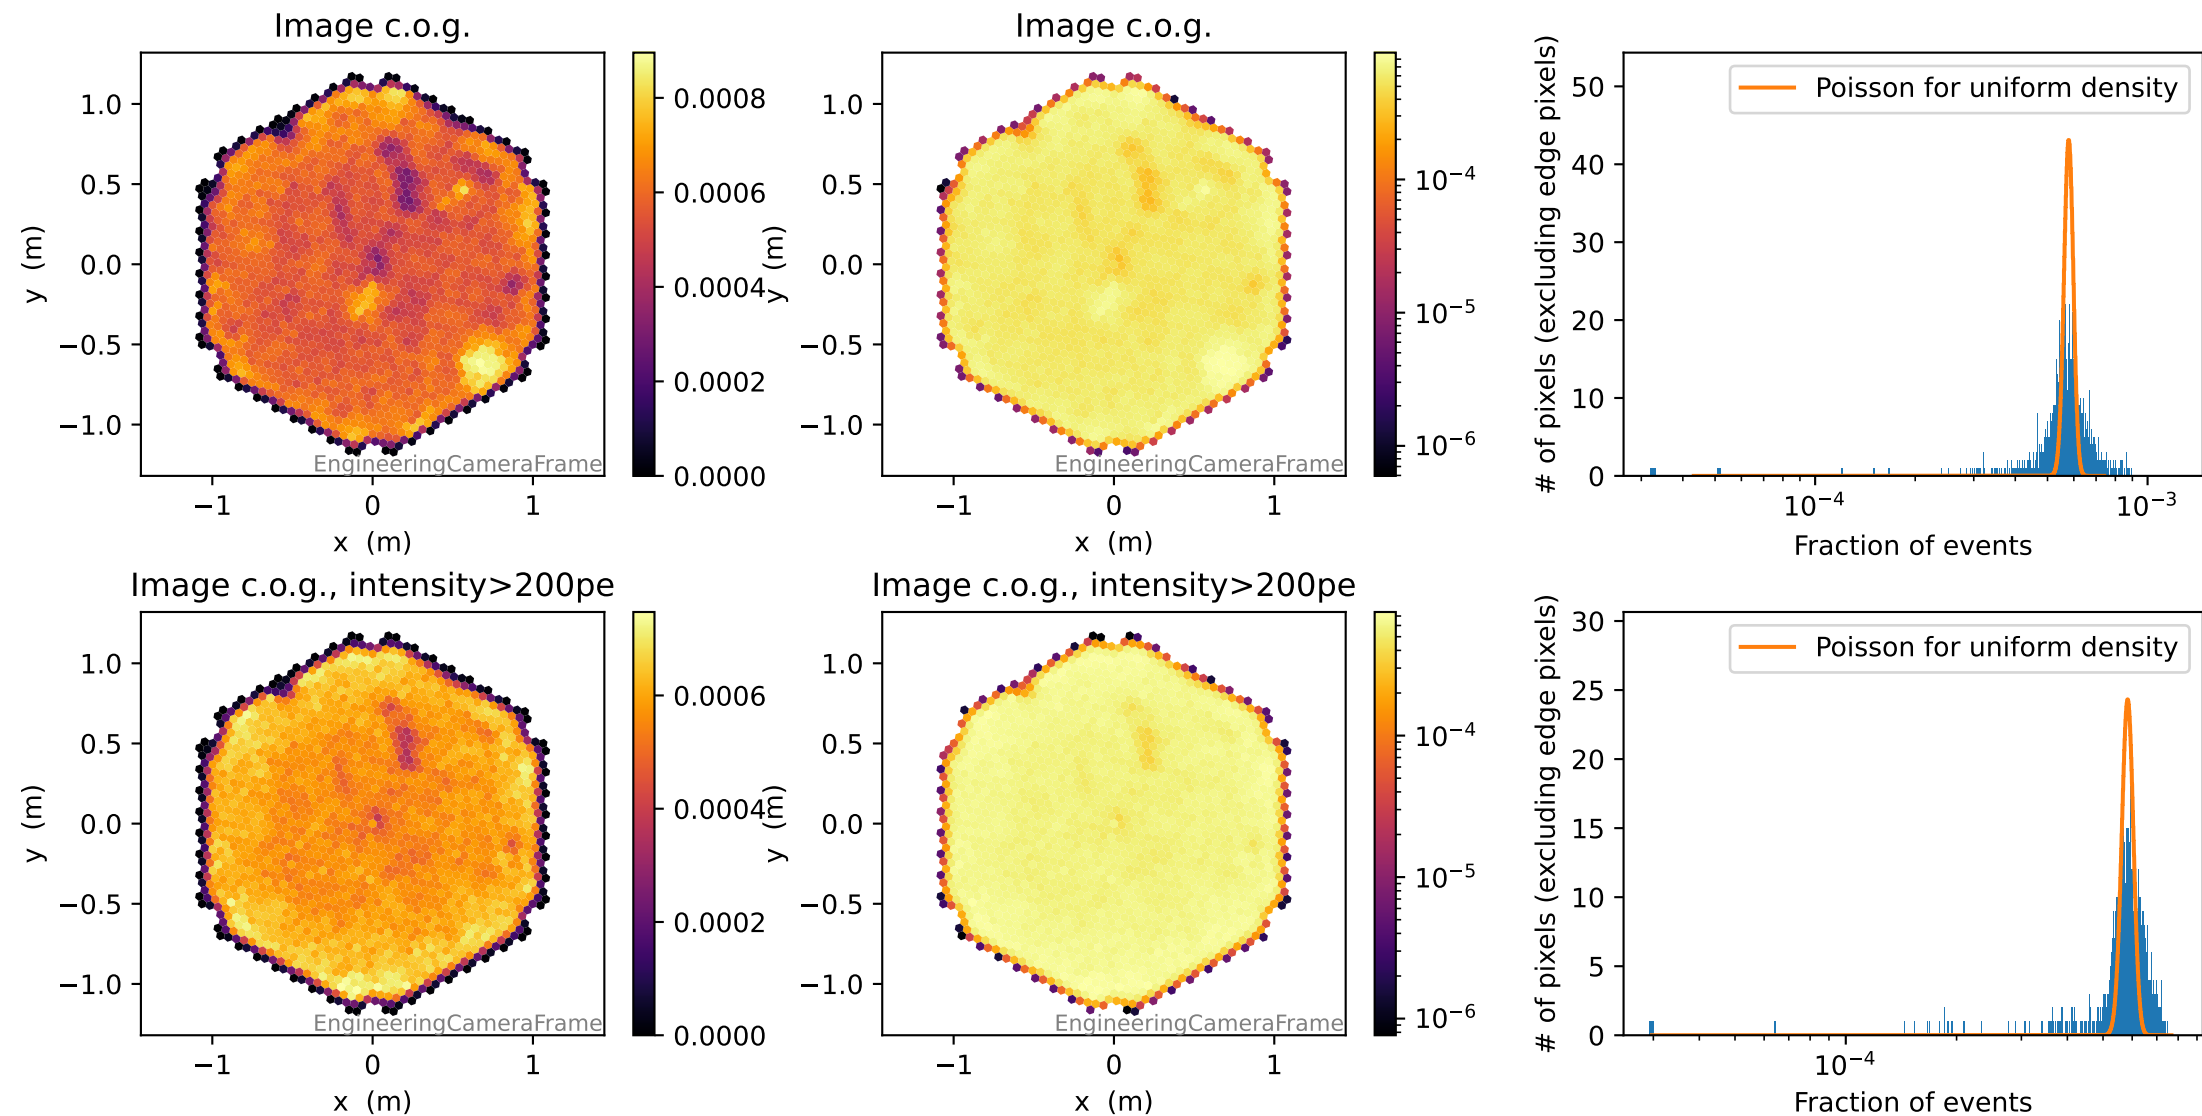 Image c.o.g.
1.0
0.5
0.0
−0.5
−1.0
y (m)
−1
0
1
x (m)
EngineeringCameraFrame
0.0008
0.0006
0.0004
0.0002
0.0000
Image c.o.g.
1.0
0.5
0.0
−0.5
−1.0
y (m)
−1
0
1
x (m)
EngineeringCameraFrame
10⁻⁴
10⁻⁵
10⁻⁶
# of pixels (excluding edge pixels)
50
40
30
20
10
0
Poisson for uniform density
10⁻⁴
10⁻³
Fraction of events
Image c.o.g., intensity>200pe
1.0
0.5
0.0
−0.5
−1.0
y (m)
−1
0
1
x (m)
EngineeringCameraFrame
0.0006
0.0004
0.0002
0.0000
Image c.o.g., intensity>200pe
1.0
0.5
0.0
−0.5
−1.0
y (m)
−1
0
1
x (m)
EngineeringCameraFrame
10⁻⁴
10⁻⁵
10⁻⁶
# of pixels (excluding edge pixels)
30
25
20
15
10
5
0
Poisson for uniform density
10⁻⁴
Fraction of events